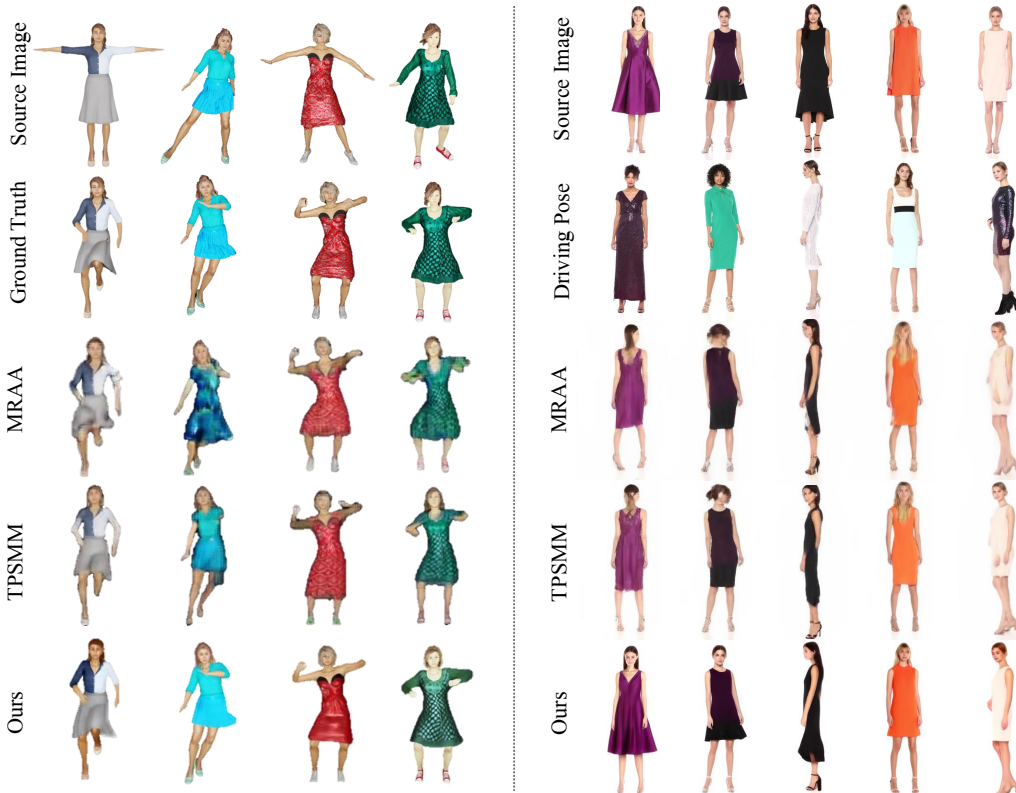 Source Image
Ground Truth
MRAA
TPSMM
Ours
Source Image
Driving Pose
MRAA
TPSMM
Ours